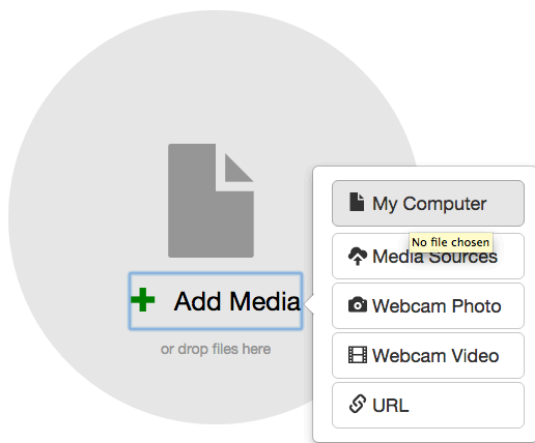 Add Media
or drop files here
My Computer
No file chosen
Media Sources
Webcam Photo
Webcam Video
URL